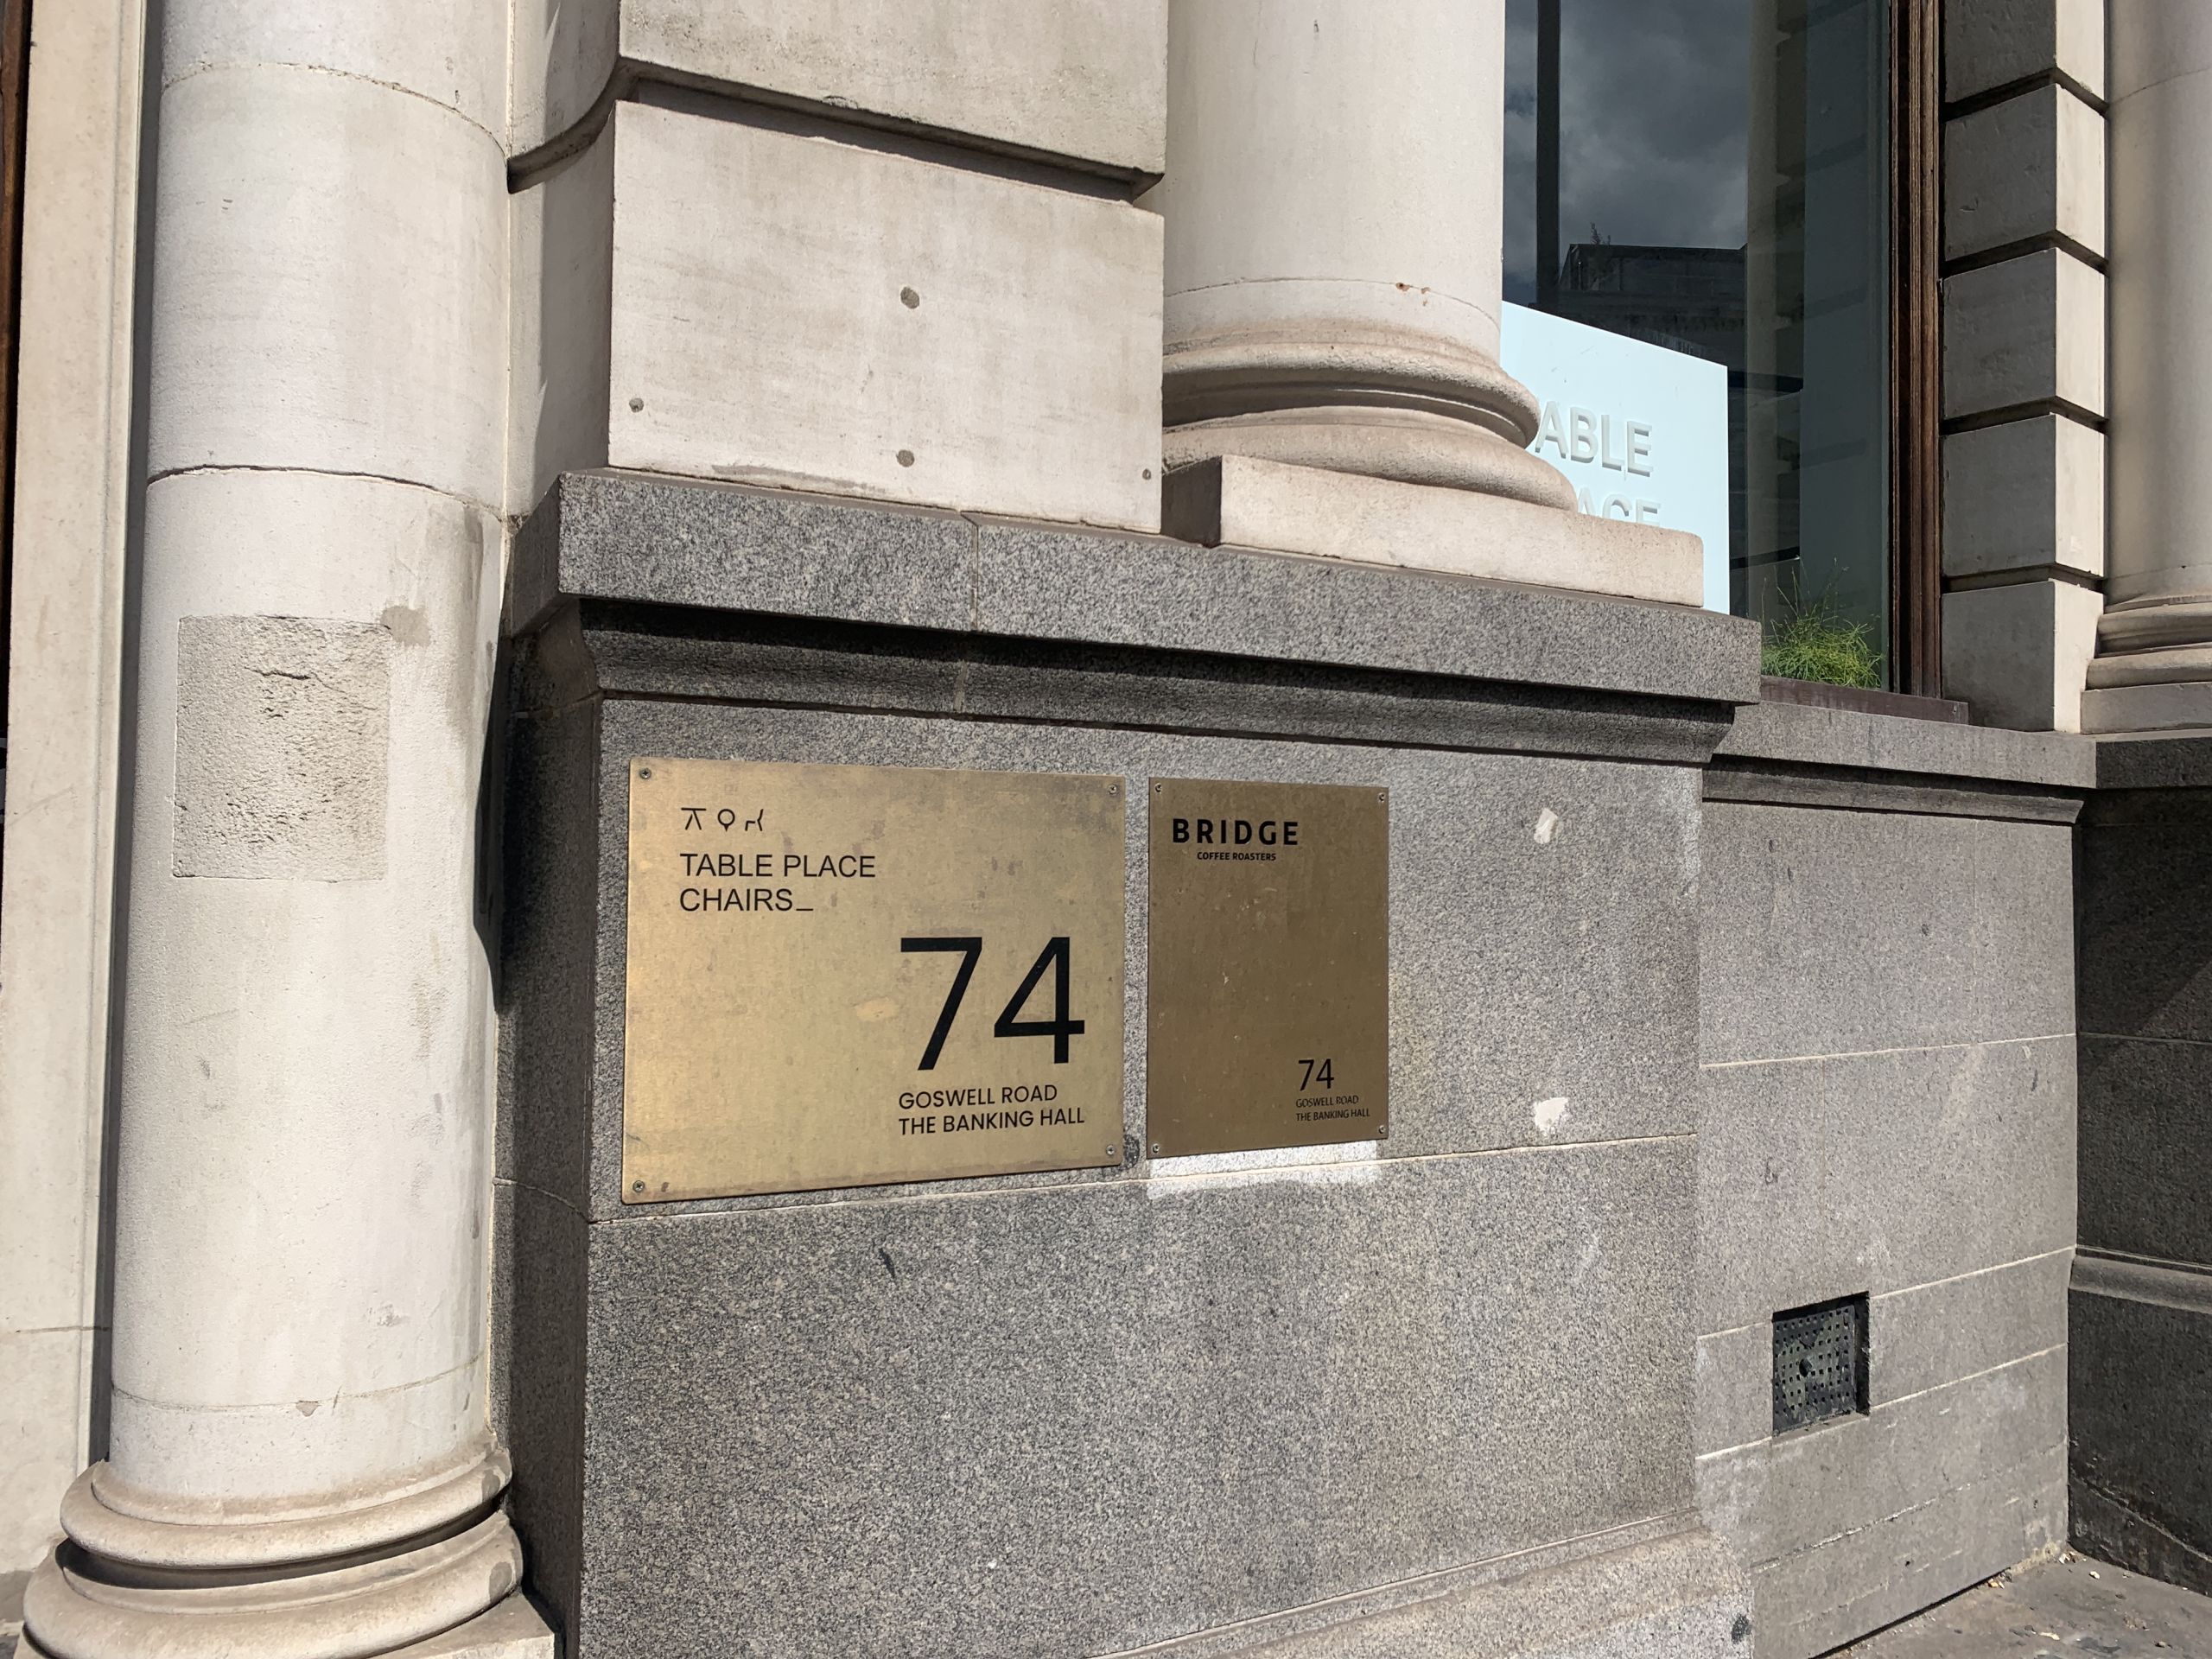 TABLE PLACE
CHAIRS_
74
GOSWELL ROAD
THE BANKING HALL
BRIDGE
COFFEE ROASTERS
74
GOSWELL ROAD
THE BANKING HALL
ABLE
ACE